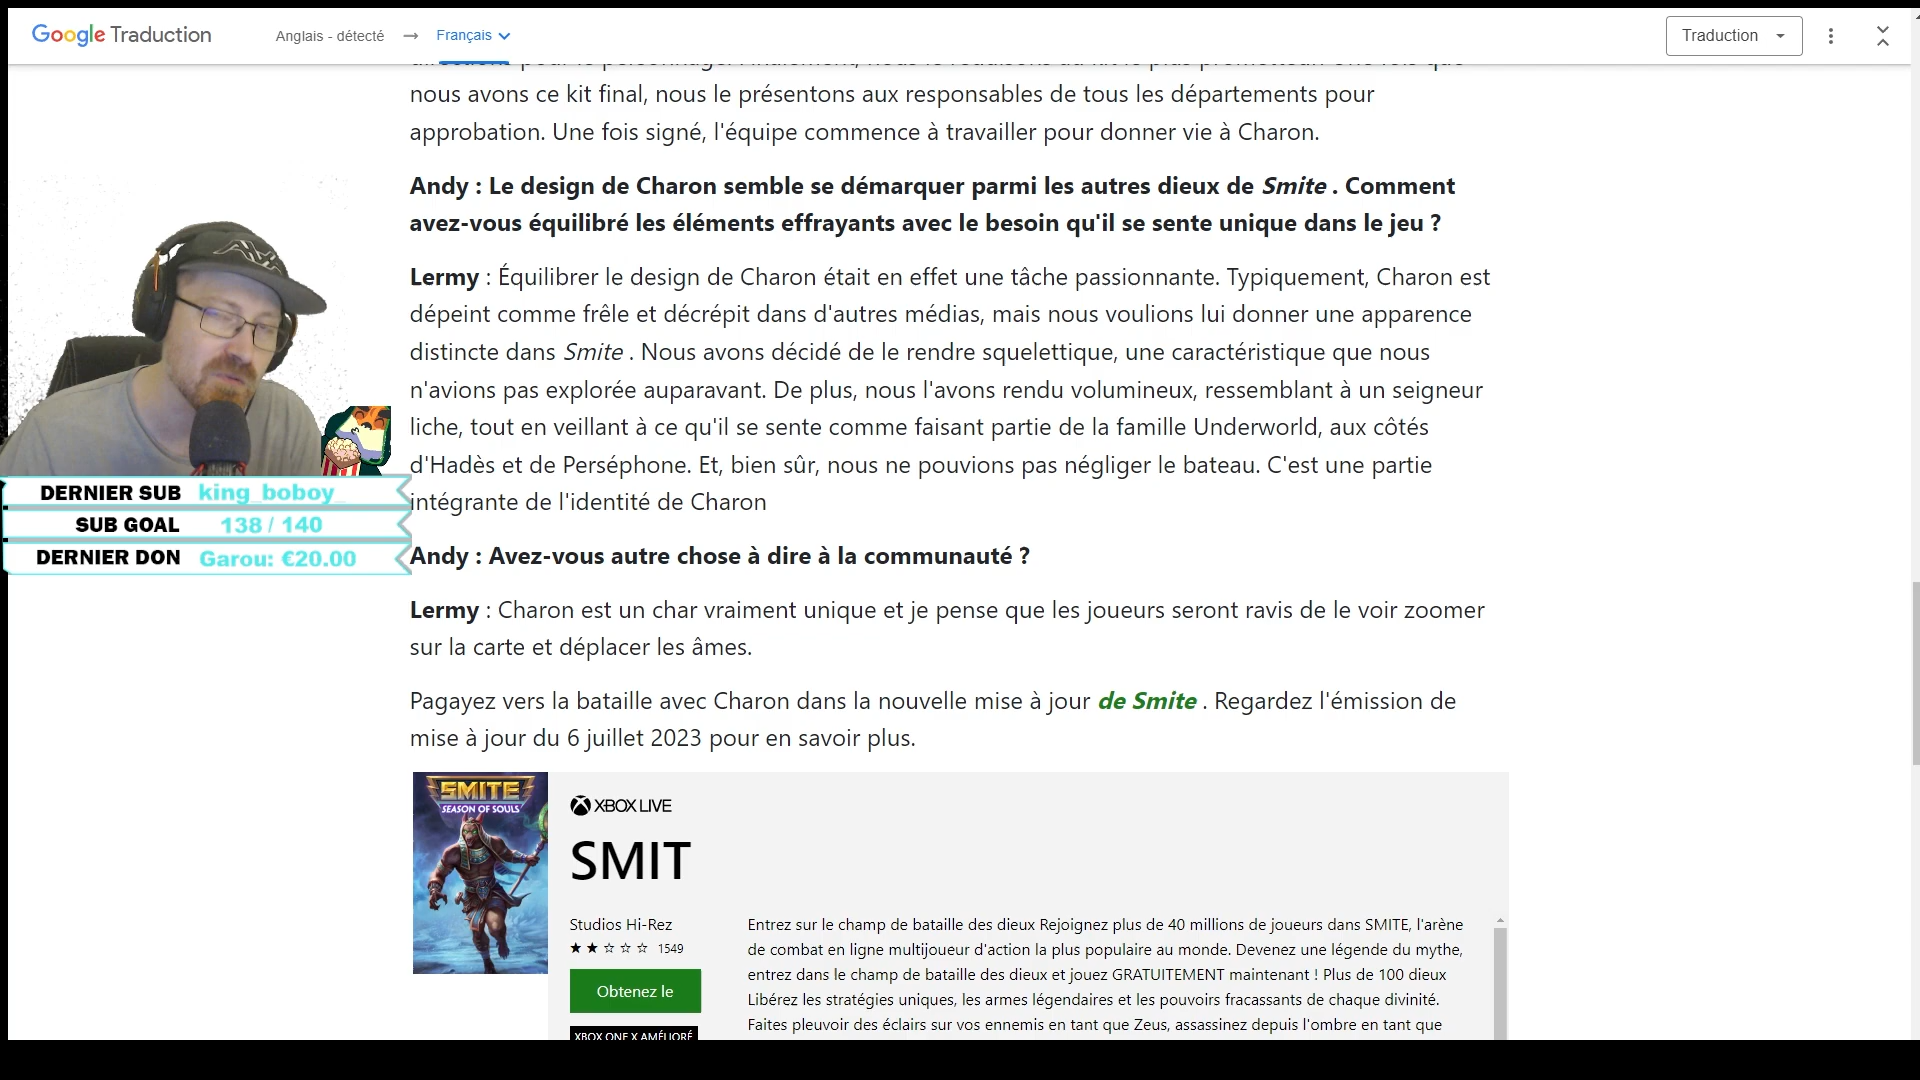 Google Traduction
Anglais - détecté → Français
Traduction
nous avons ce kit final, nous le présentons aux responsables de tous les départements pour
approbation. Une fois signé, l'équipe commence à travailler pour donner vie à Charon.
Andy : Le design de Charon semble se démarquer parmi les autres dieux de Smite . Comment
avez-vous équilibré les éléments effrayants avec le besoin qu'il se sente unique dans le jeu ?
Lermy : Équilibrer le design de Charon était en effet une tâche passionnante. Typiquement, Charon est
dépeint comme frêle et décrépit dans d'autres médias, mais nous voulions lui donner une apparence
distincte dans Smite . Nous avons décidé de le rendre squelettique, une caractéristique que nous
n'avions pas explorée auparavant. De plus, nous l'avons rendu volumineux, ressemblant à un seigneur
liche, tout en veillant à ce qu'il se sente comme faisant partie de la famille Underworld, aux côtés
d'Hadès et de Perséphone. Et, bien sûr, nous ne pouvions pas négliger le bateau. C'est une partie
intégrante de l'identité de Charon
DERNIER SUB king_boboy_
SUB GOAL 138 / 140
DERNIER DON Garou: €20.00
Andy : Avez-vous autre chose à dire à la communauté ?
Lermy : Charon est un char vraiment unique et je pense que les joueurs seront ravis de le voir zoomer
sur la carte et déplacer les âmes.
Pagayez vers la bataille avec Charon dans la nouvelle mise à jour de Smite . Regardez l'émission de
mise à jour du 6 juillet 2023 pour en savoir plus.
SMITE
SEASON OF SOULS
XBOX LIVE
SMIT
Studios Hi-Rez
1549
Obtenez le
XBOX ONE X AMÉLIORÉ
Entrez sur le champ de bataille des dieux Rejoignez plus de 40 millions de joueurs dans SMITE, l'arène
de combat en ligne multijoueur d'action la plus populaire au monde. Devenez une légende du mythe,
entrez dans le champ de bataille des dieux et jouez GRATUITEMENT maintenant ! Plus de 100 dieux
Libérez les stratégies uniques, les armes légendaires et les pouvoirs fracassants de chaque divinité.
Faites pleuvoir des éclairs sur vos ennemis en tant que Zeus, assassinez depuis l'ombre en tant que